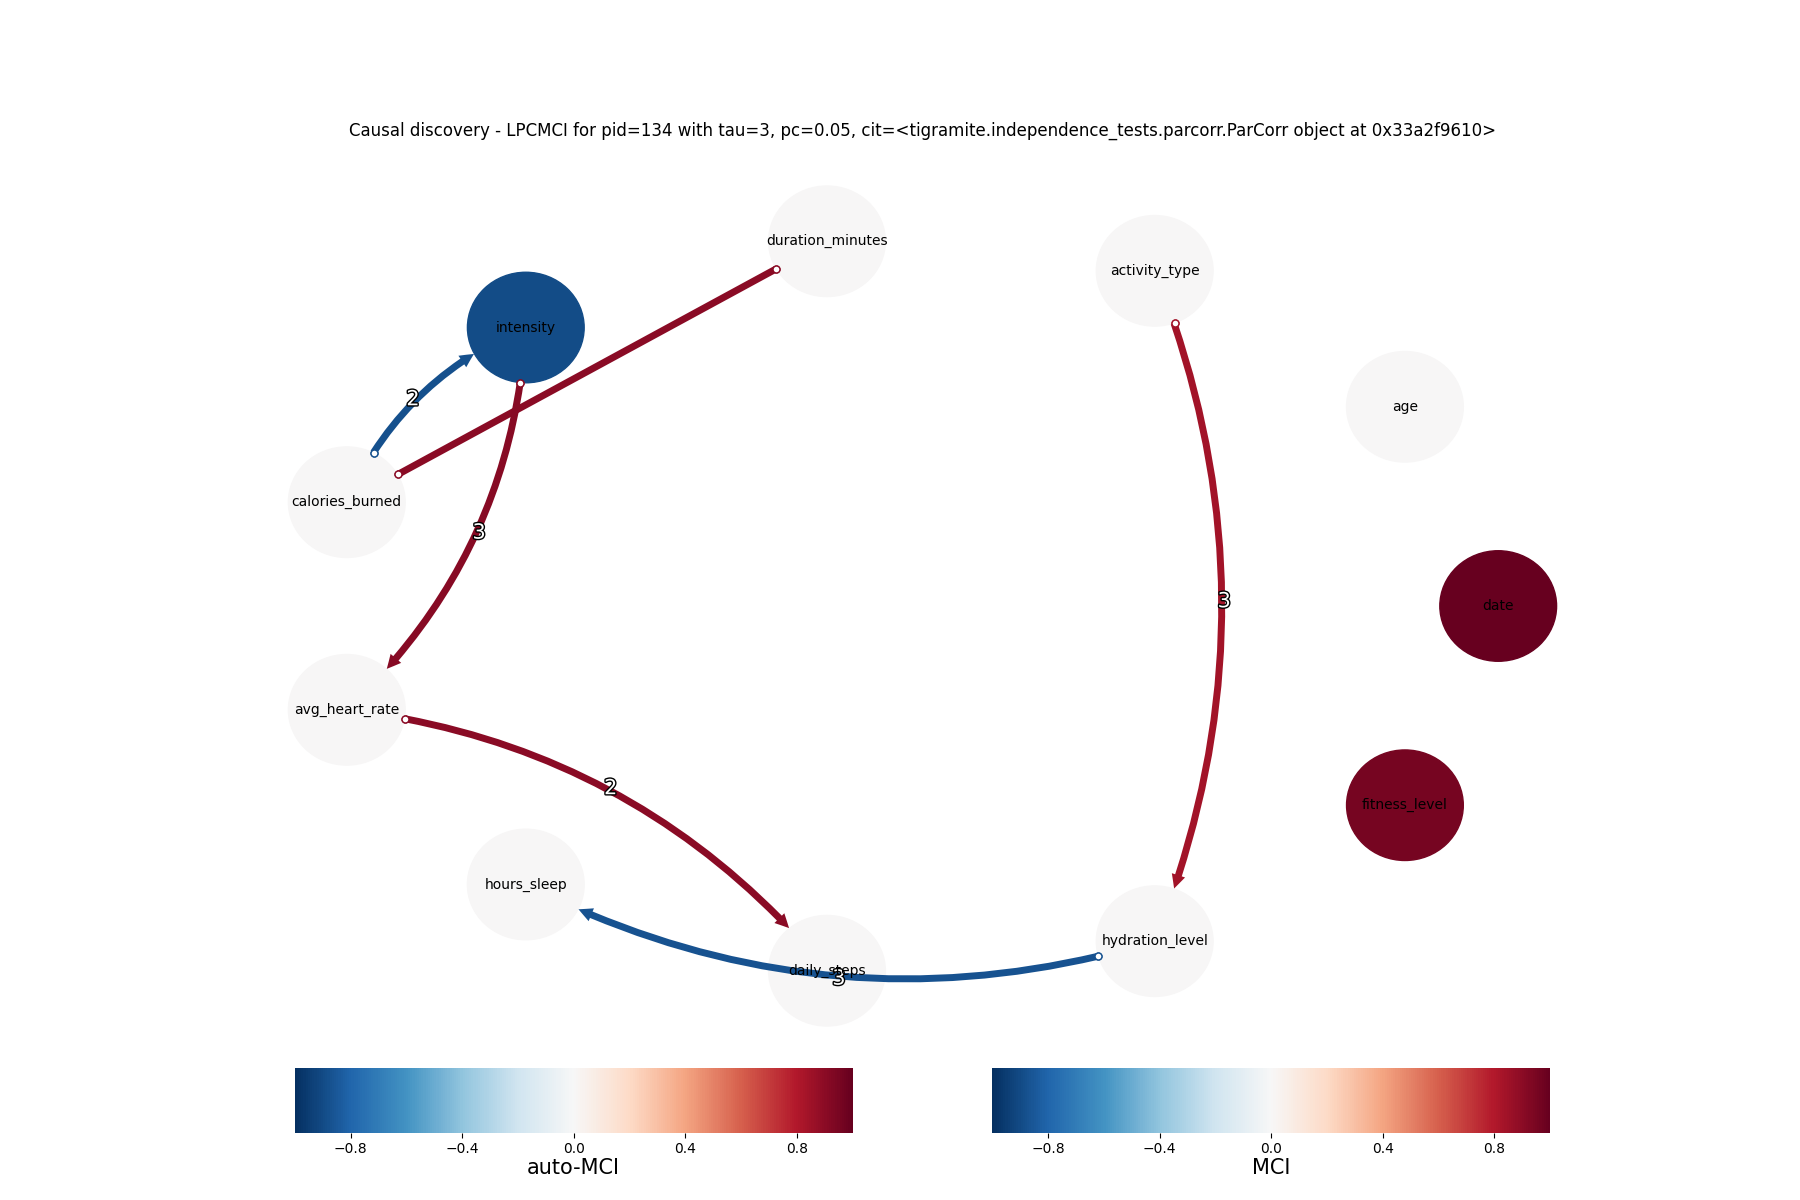 Causal discovery - LPCMCI for pid=134 with tau=3, pc=0.05, cit=<tigramite.independence_tests.parcorr.ParCorr object at 0x33a2f9610>
duration_minutes
activity_type
intensity
2
age
calories_burned
3
3
date
avg_heart_rate
2
fitness_level
hours_sleep
hydration_level
daily_steps
3
−0.8 −0.4 0.0 0.4 0.8
auto-MCI
−0.8 −0.4 0.0 0.4 0.8
MCI